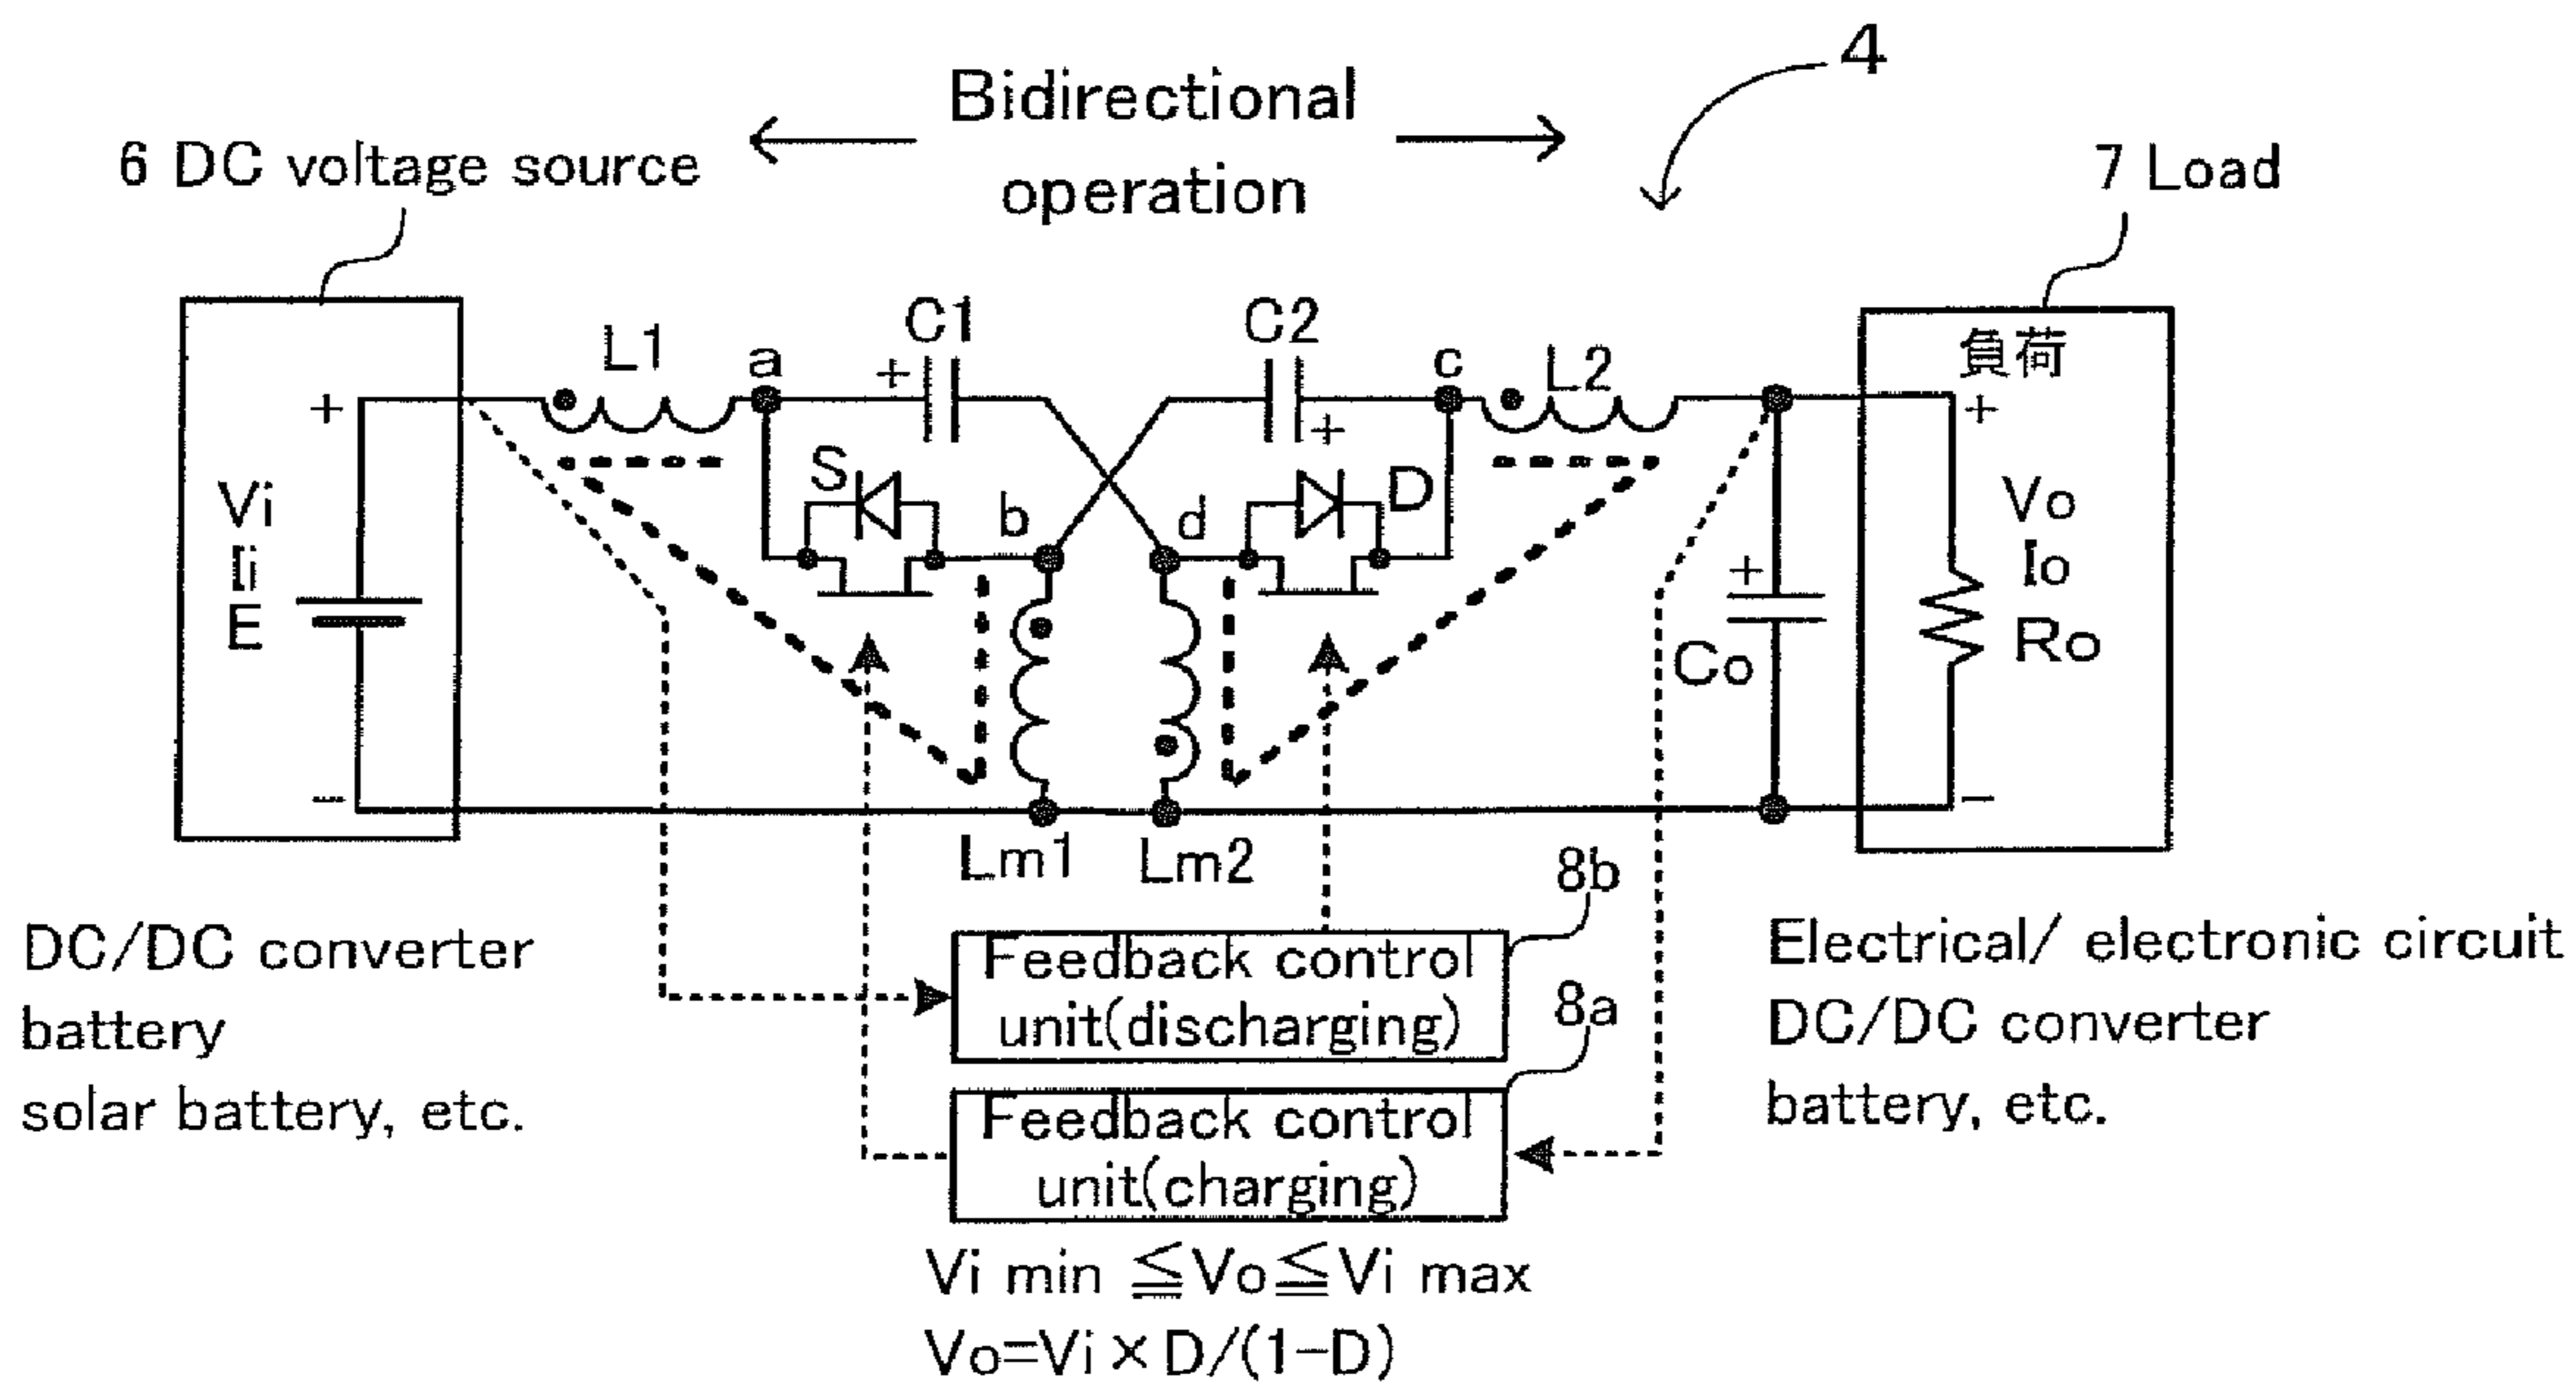 4
Bidirectional
operation
6 DC voltage source
7 Load
L1
a
C1
C2
c
L2
負荷
+
+
+
+
S
D
b
d
Vi
Ii
E
+
Vo
Io
Ro
Co
−
−
Lm1
Lm2
8b
Feedback control
unit(discharging)
8a
Feedback control
unit(charging)
DC/DC converter
battery
solar battery, etc.
Electrical/ electronic circuit
DC/DC converter
battery, etc.
Vi min ≦Vo≦Vi max
Vo=Vi×D/(1−D)